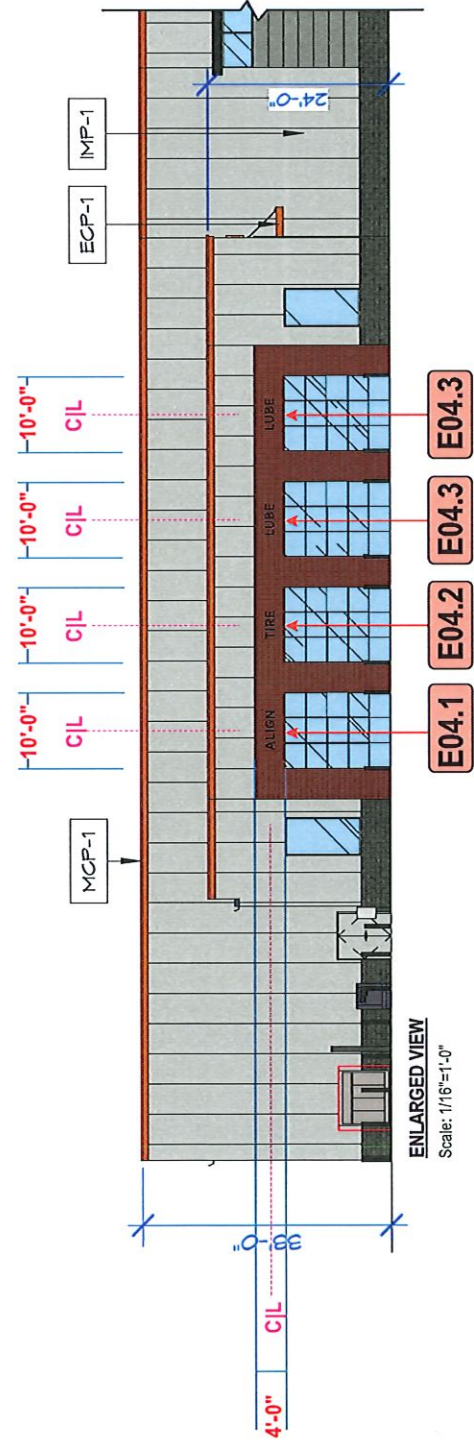 10'-0" 10'-0" 10'-0" 10'-0"
C|L C|L C|L C|L
MCP-1
ECP-1
IMP-1
4'-0"
C|L
33'-0"
24'-0"
ALIGN TIRE LUBE LUBE
E04.1 E04.2 E04.3 E04.3
ENLARGED VIEW
Scale: 1/16"=1'-0"